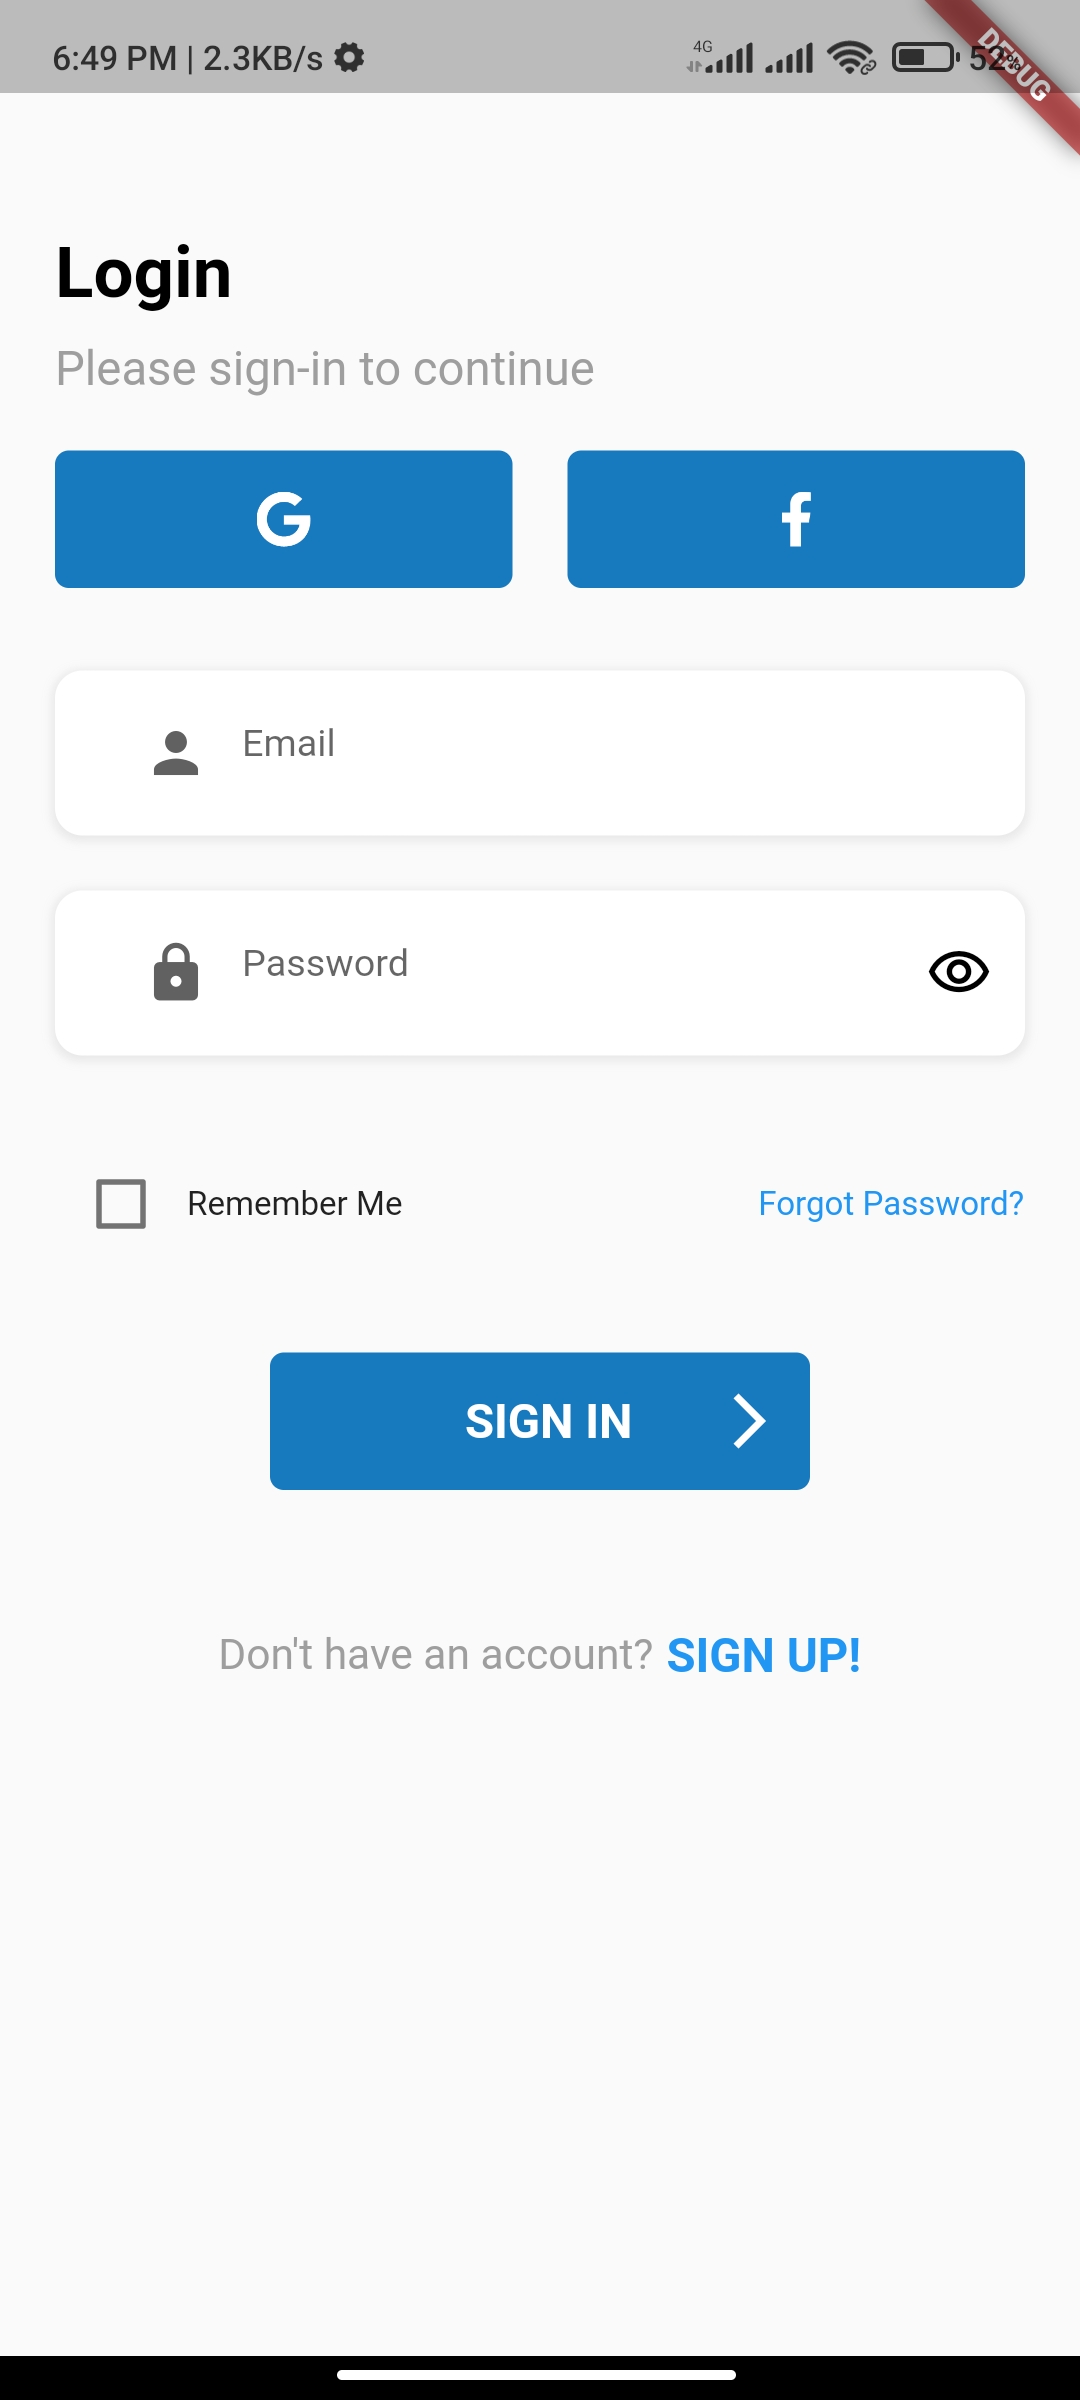 6:49 PM | 2.3KB/s
4G
DEBUG
Login
Please sign-in to continue
Email
Password
Remember Me
Forgot Password?
SIGN IN
Don't have an account? SIGN UP!